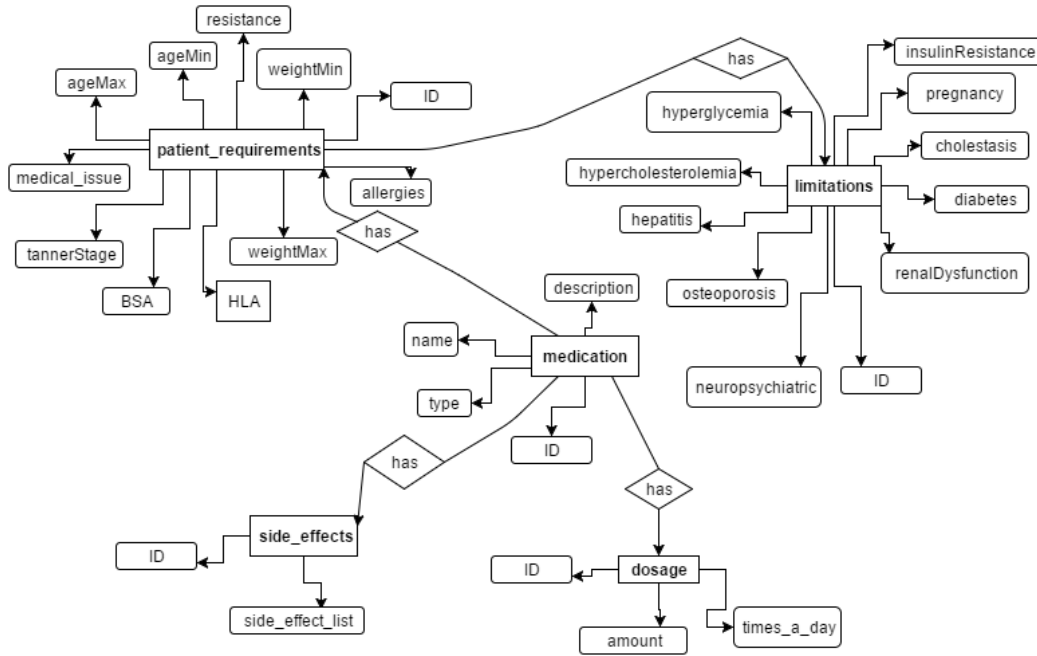 resistance
ageMin
ageMax
weightMin
ID
patient_requirements
medical_issue
allergies
tannerStage
weightMax
BSA
HLA
has
has
insulinResistance
hyperglycemia
pregnancy
cholestasis
hypercholesterolemia
limitations
diabetes
hepatitis
renalDysfunction
osteoporosis
neuropsychiatric
ID
description
name
medication
type
ID
has
has
side_effects
ID
side_effect_list
dosage
ID
amount
times_a_day